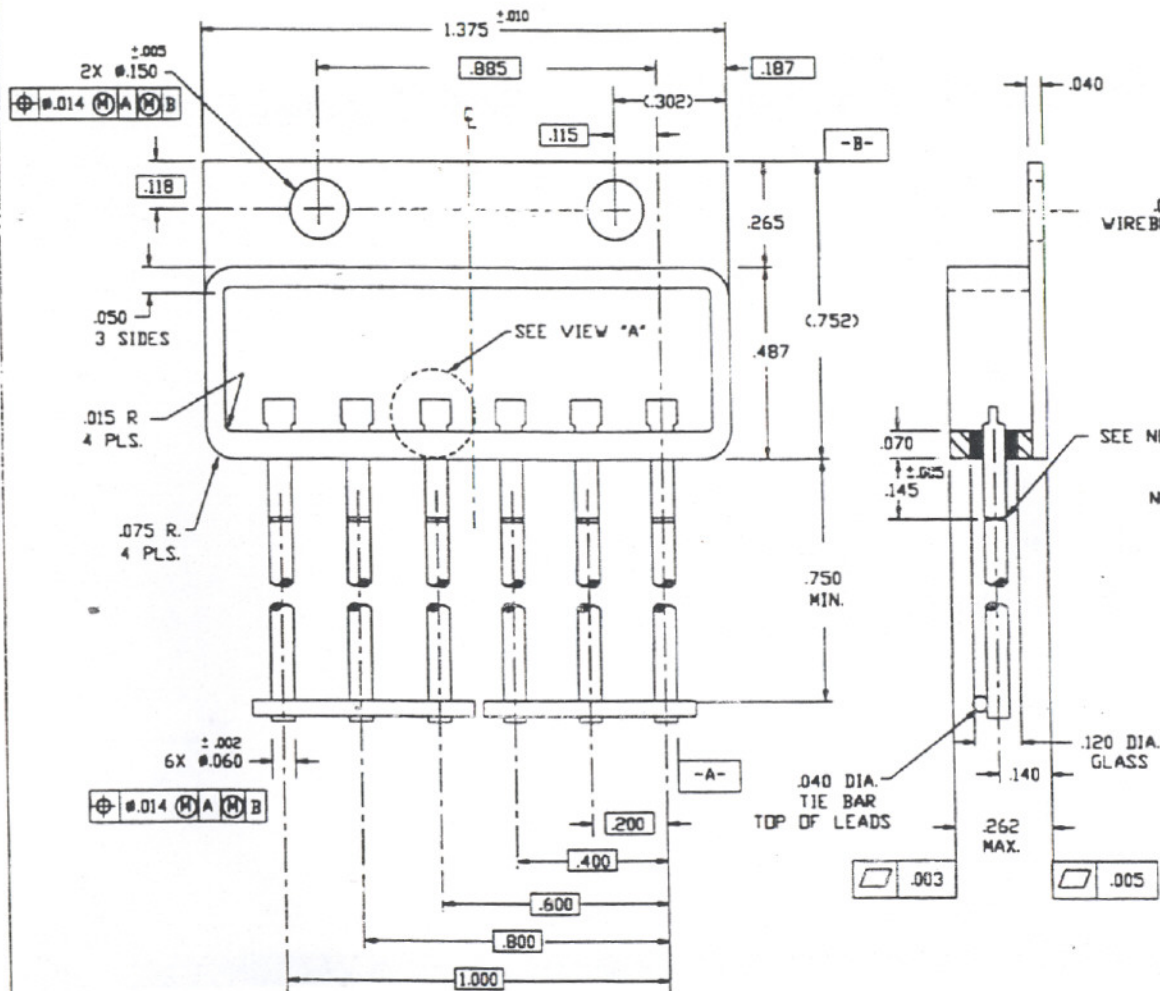 1.375 ±.010
±.005
2X ø.150
⌖ ø.014 Ⓜ A Ⓜ B
.885
.187
(.302)
.115
.040
-B-
.118
.265
WIREB
.050
3 SIDES
SEE VIEW "A"
(.752)
.487
.015 R
4 PLS.
.070
SEE
±.005
.145
.075 R.
4 PLS.
.750
MIN.
±.002
6X ø.060
⌖ ø.014 Ⓜ A Ⓜ B
-A-
.120 DIA.
GLASS
.140
.040 DIA.
TIE BAR
TOP OF LEADS
.200
.262
MAX.
.400
⏥ .003
⏥ .005
.600
.800
1.000